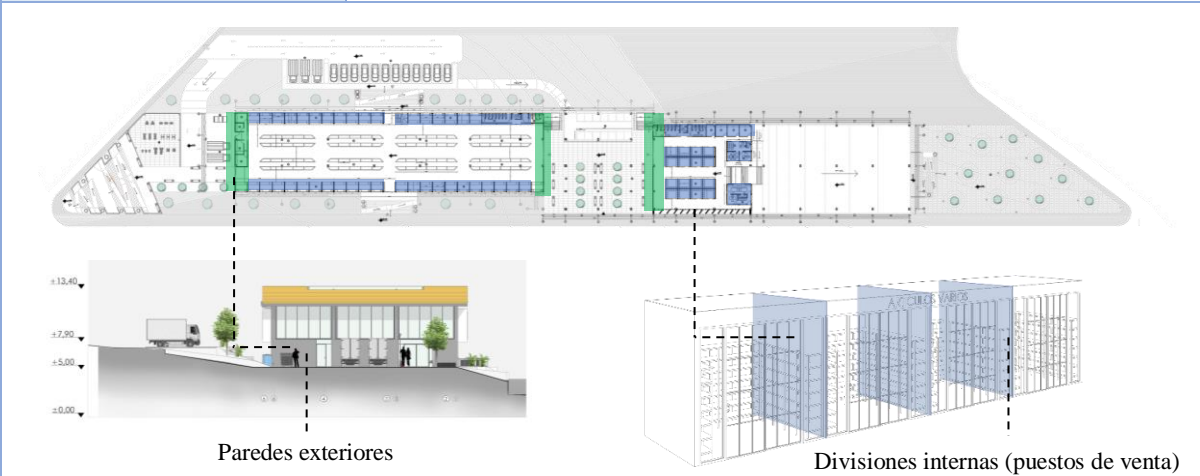 ±13,40
±7,90
±5,00
±0,00
Paredes exteriores
Divisiones internas (puestos de venta)